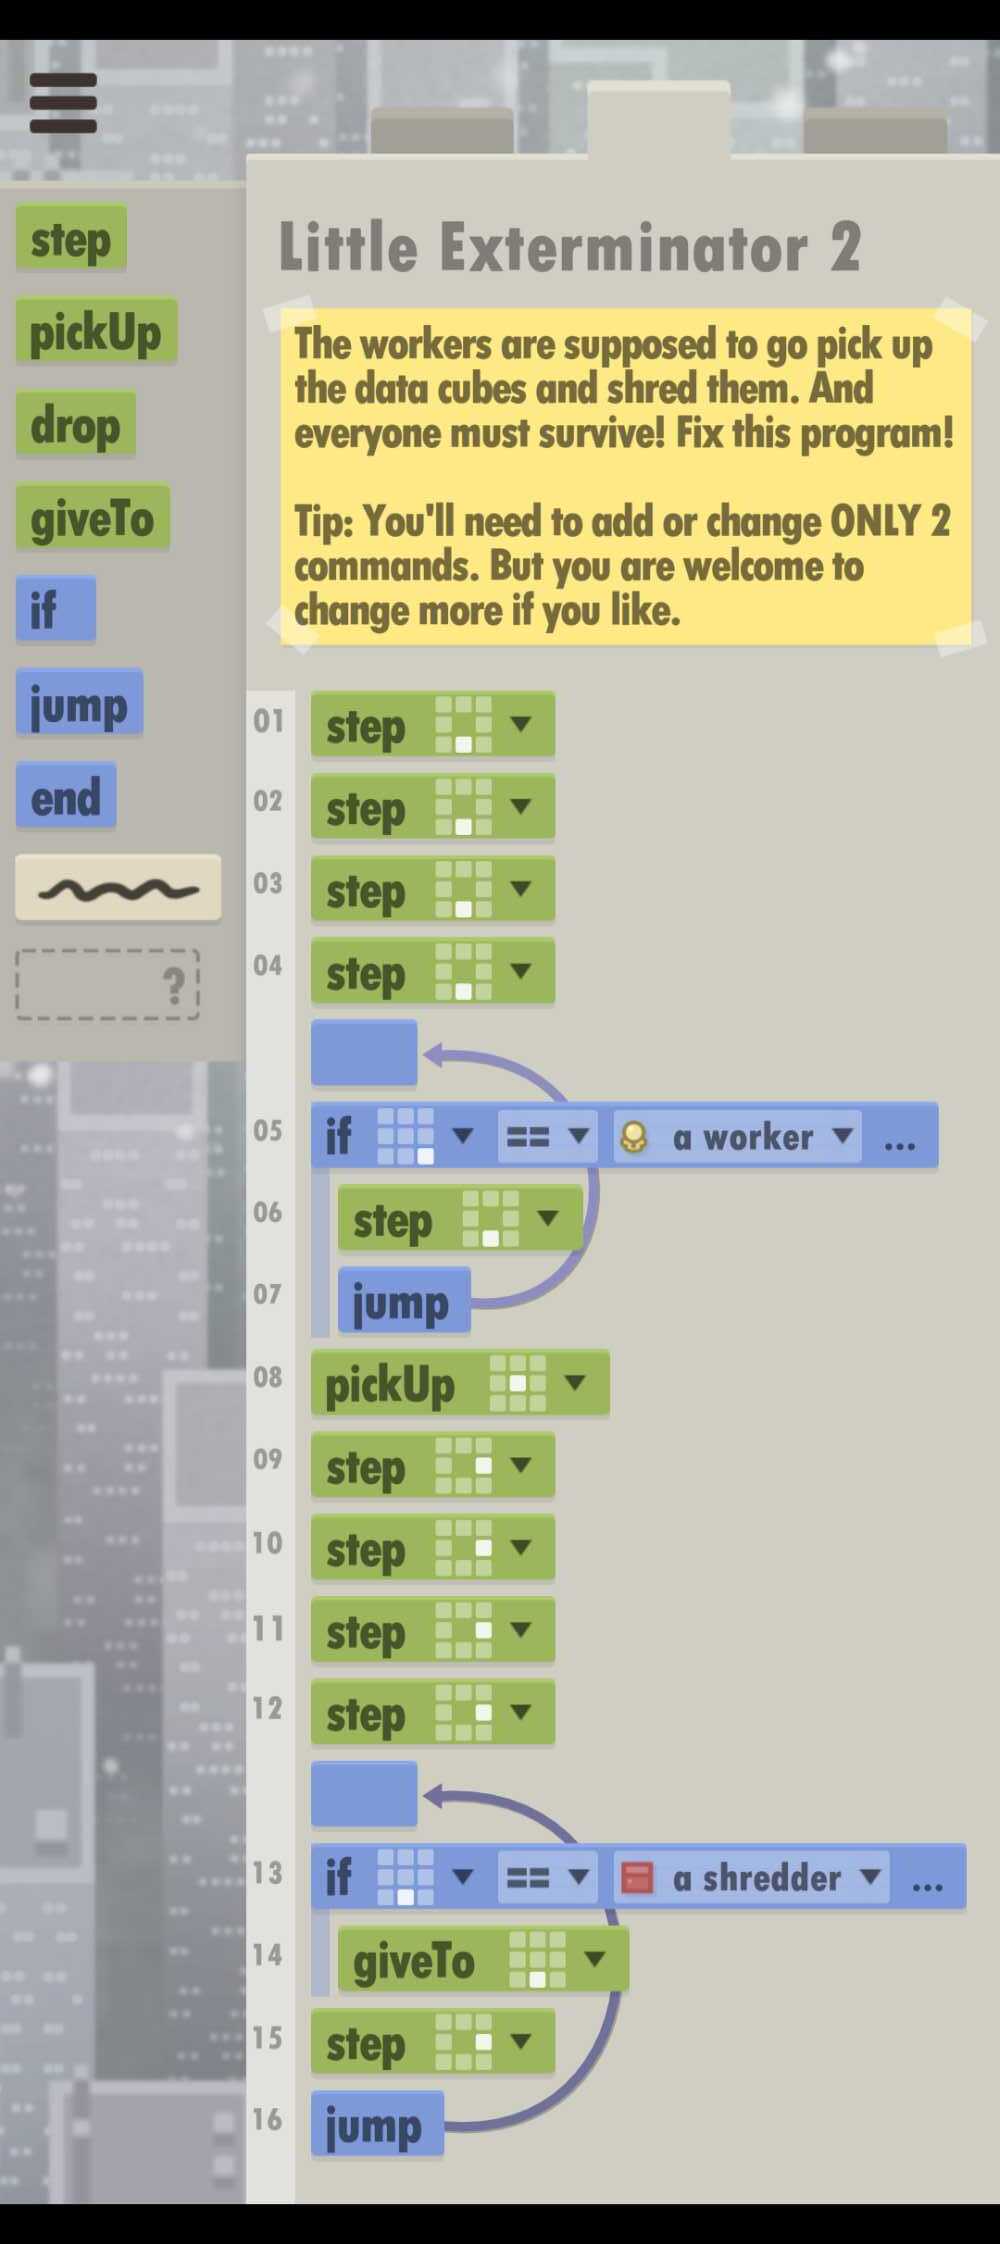 Little Exterminator 2
The workers are supposed to go pick up
the data cubes and shred them. And
everyone must survive! Fix this program!
Tip: You'll need to add or change ONLY 2
commands. But you are welcome to
change more if you like.
step
pickUp
drop
giveTo
if
jump
end
?
01 step
02 step
03 step
04 step
05 if == a worker ...
06 step
07 jump
08 pickUp
09 step
10 step
11 step
12 step
13 if == a shredder ...
14 giveTo
15 step
16 jump